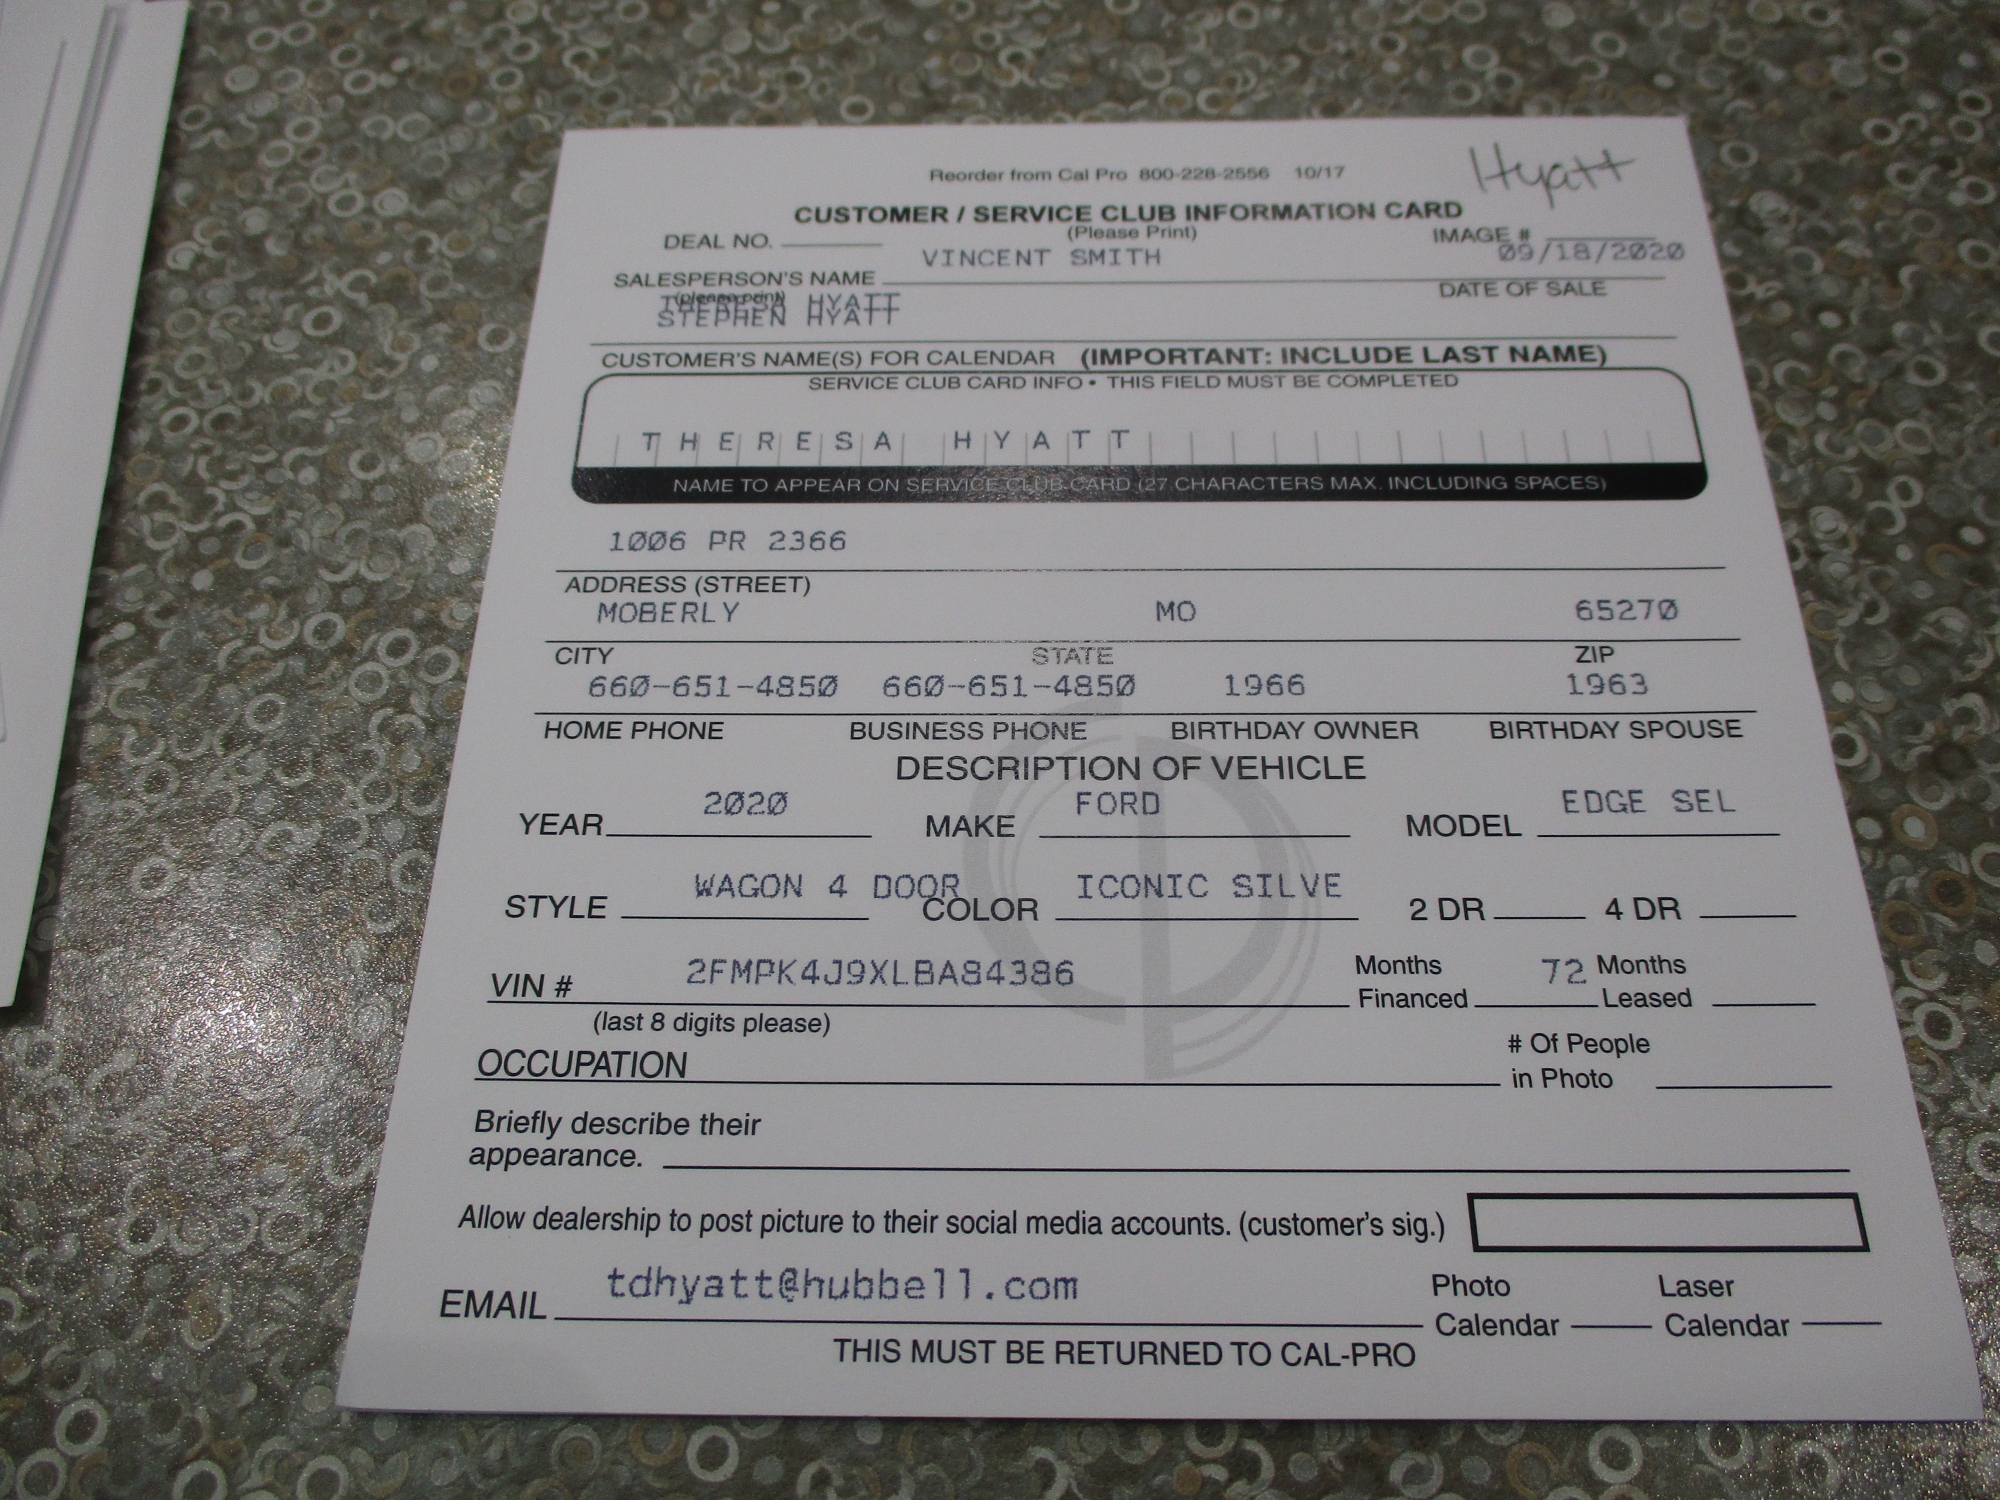 Reorder from Cal Pro 800-228-2556 10/17
Hyatt
CUSTOMER / SERVICE CLUB INFORMATION CARD
(Please Print)
DEAL NO.
IMAGE #
VINCENT SMITH
09/18/2020
SALESPERSON'S NAME
DATE OF SALE
(please print)
THERESA HYATT
STEPHEN HYATT
CUSTOMER'S NAME(S) FOR CALENDAR (IMPORTANT: INCLUDE LAST NAME)
SERVICE CLUB CARD INFO • THIS FIELD MUST BE COMPLETED
THERESA HYATT
NAME TO APPEAR ON SERVICE CLUB CARD (27 CHARACTERS MAX. INCLUDING SPACES)
1006 PR 2366
ADDRESS (STREET)
MOBERLY MO 65270
CITY STATE ZIP
660-651-4850 660-651-4850 1966 1963
HOME PHONE BUSINESS PHONE BIRTHDAY OWNER BIRTHDAY SPOUSE
DESCRIPTION OF VEHICLE
YEAR 2020 MAKE FORD MODEL EDGE SEL
STYLE WAGON 4 DOOR COLOR ICONIC SILVE 2 DR 4 DR
VIN # 2FMPK4J9XLBA84386 Months Financed 72 Months Leased
(last 8 digits please)
OCCUPATION # Of People in Photo
Briefly describe their
appearance.
Allow dealership to post picture to their social media accounts. (customer's sig.)
EMAIL tdhyatt@hubbell.com Photo Calendar Laser Calendar
THIS MUST BE RETURNED TO CAL-PRO